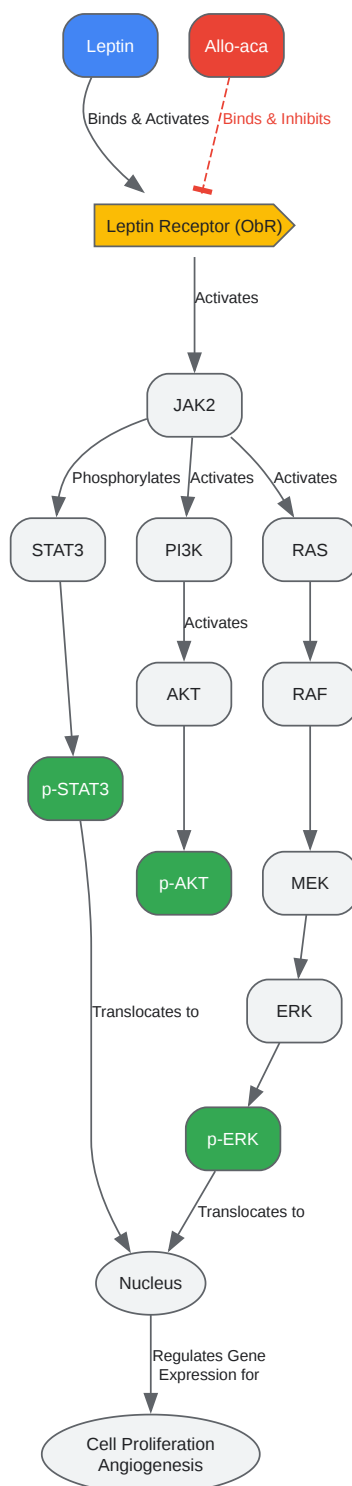 Leptin
Allo-aca
Binds & Activates
Binds & Inhibits
Leptin Receptor (ObR)
Activates
JAK2
Phosphorylates
Activates
Activates
STAT3
PI3K
RAS
Activates
AKT
RAF
p-STAT3
p-AKT
MEK
Translocates to
ERK
p-ERK
Translocates to
Nucleus
Regulates Gene
Expression for
Cell Proliferation
Angiogenesis